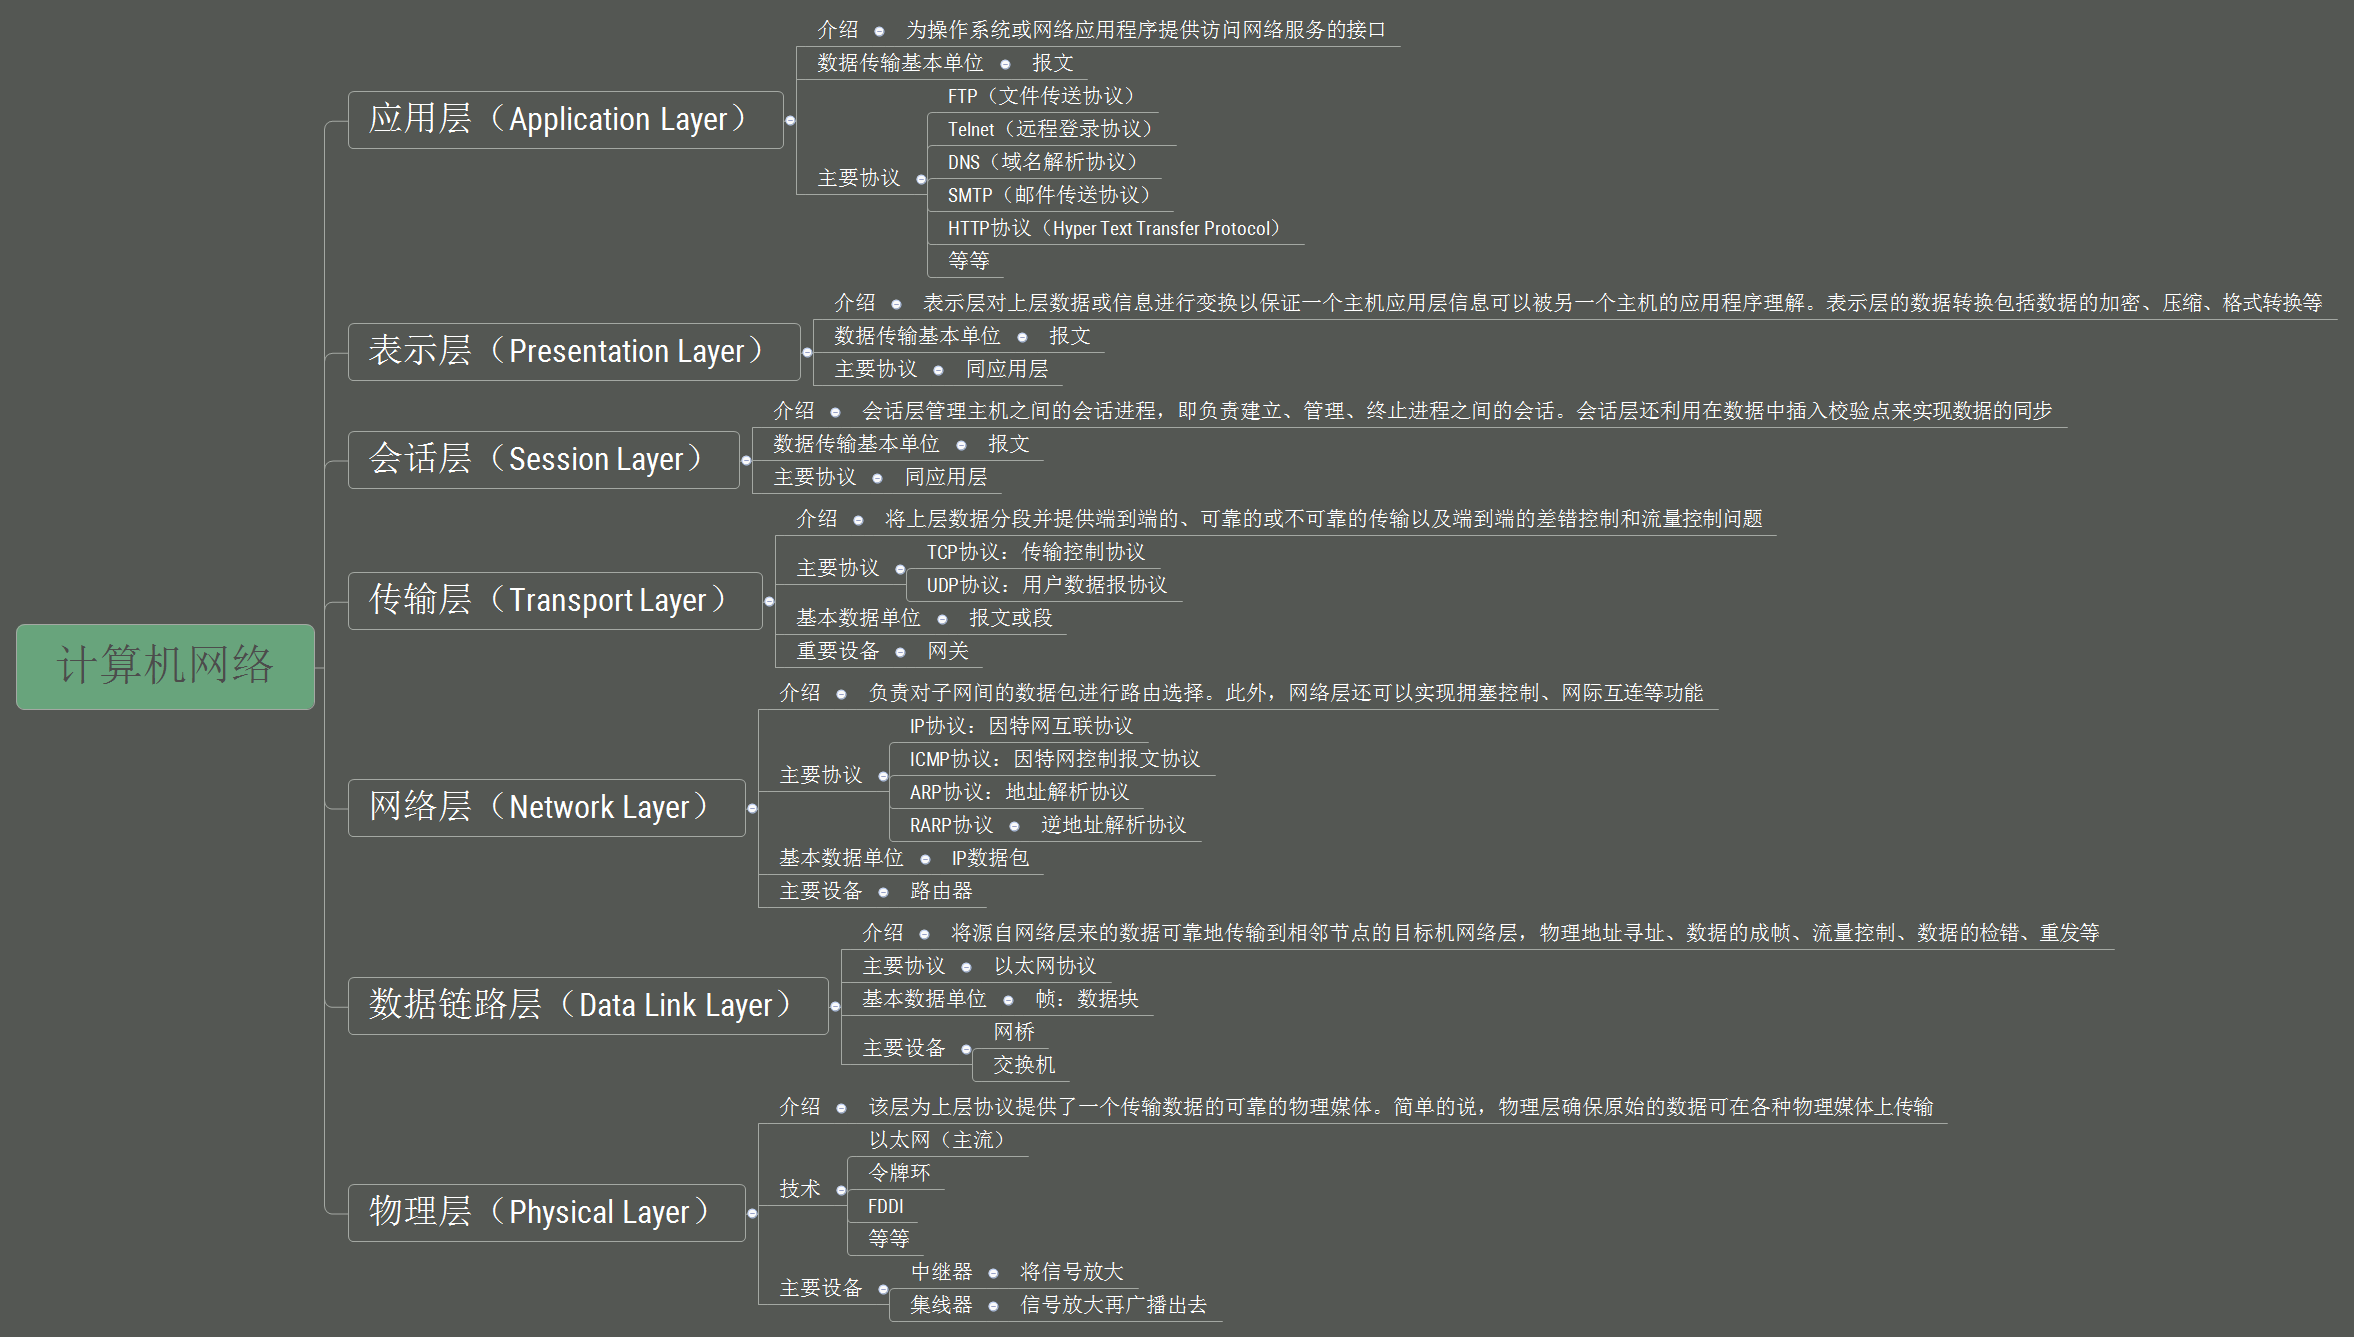 计算机网络
应用层（Application Layer）
介绍 为操作系统或网络应用程序提供访问网络服务的接口
数据传输基本单位 报文
主要协议
FTP（文件传送协议）
Telnet（远程登录协议）
DNS（域名解析协议）
SMTP（邮件传送协议）
HTTP协议（Hyper Text Transfer Protocol）
等等
表示层（Presentation Layer）
介绍 表示层对上层数据或信息进行变换以保证一个主机应用层信息可以被另一个主机的应用程序理解。表示层的数据转换包括数据的加密、压缩、格式转换等
数据传输基本单位 报文
主要协议 同应用层
会话层（Session Layer）
介绍 会话层管理主机之间的会话进程，即负责建立、管理、终止进程之间的会话。会话层还利用在数据中插入校验点来实现数据的同步
数据传输基本单位 报文
主要协议 同应用层
传输层（Transport Layer）
介绍 将上层数据分段并提供端到端的、可靠的或不可靠的传输以及端到端的差错控制和流量控制问题
主要协议
TCP协议：传输控制协议
UDP协议：用户数据报协议
基本数据单位 报文或段
重要设备 网关
网络层（Network Layer）
介绍 负责对子网间的数据包进行路由选择。此外，网络层还可以实现拥塞控制、网际互连等功能
主要协议
IP协议：因特网互联协议
ICMP协议：因特网控制报文协议
ARP协议：地址解析协议
RARP协议 逆地址解析协议
基本数据单位 IP数据包
主要设备 路由器
数据链路层（Data Link Layer）
介绍 将源自网络层来的数据可靠地传输到相邻节点的目标机网络层，物理地址寻址、数据的成帧、流量控制、数据的检错、重发等
主要协议 以太网协议
基本数据单位 帧：数据块
主要设备
网桥
交换机
物理层（Physical Layer）
介绍 该层为上层协议提供了一个传输数据的可靠的物理媒体。简单的说，物理层确保原始的数据可在各种物理媒体上传输
技术
以太网（主流）
令牌环
FDDI
等等
主要设备
中继器 将信号放大
集线器 信号放大再广播出去